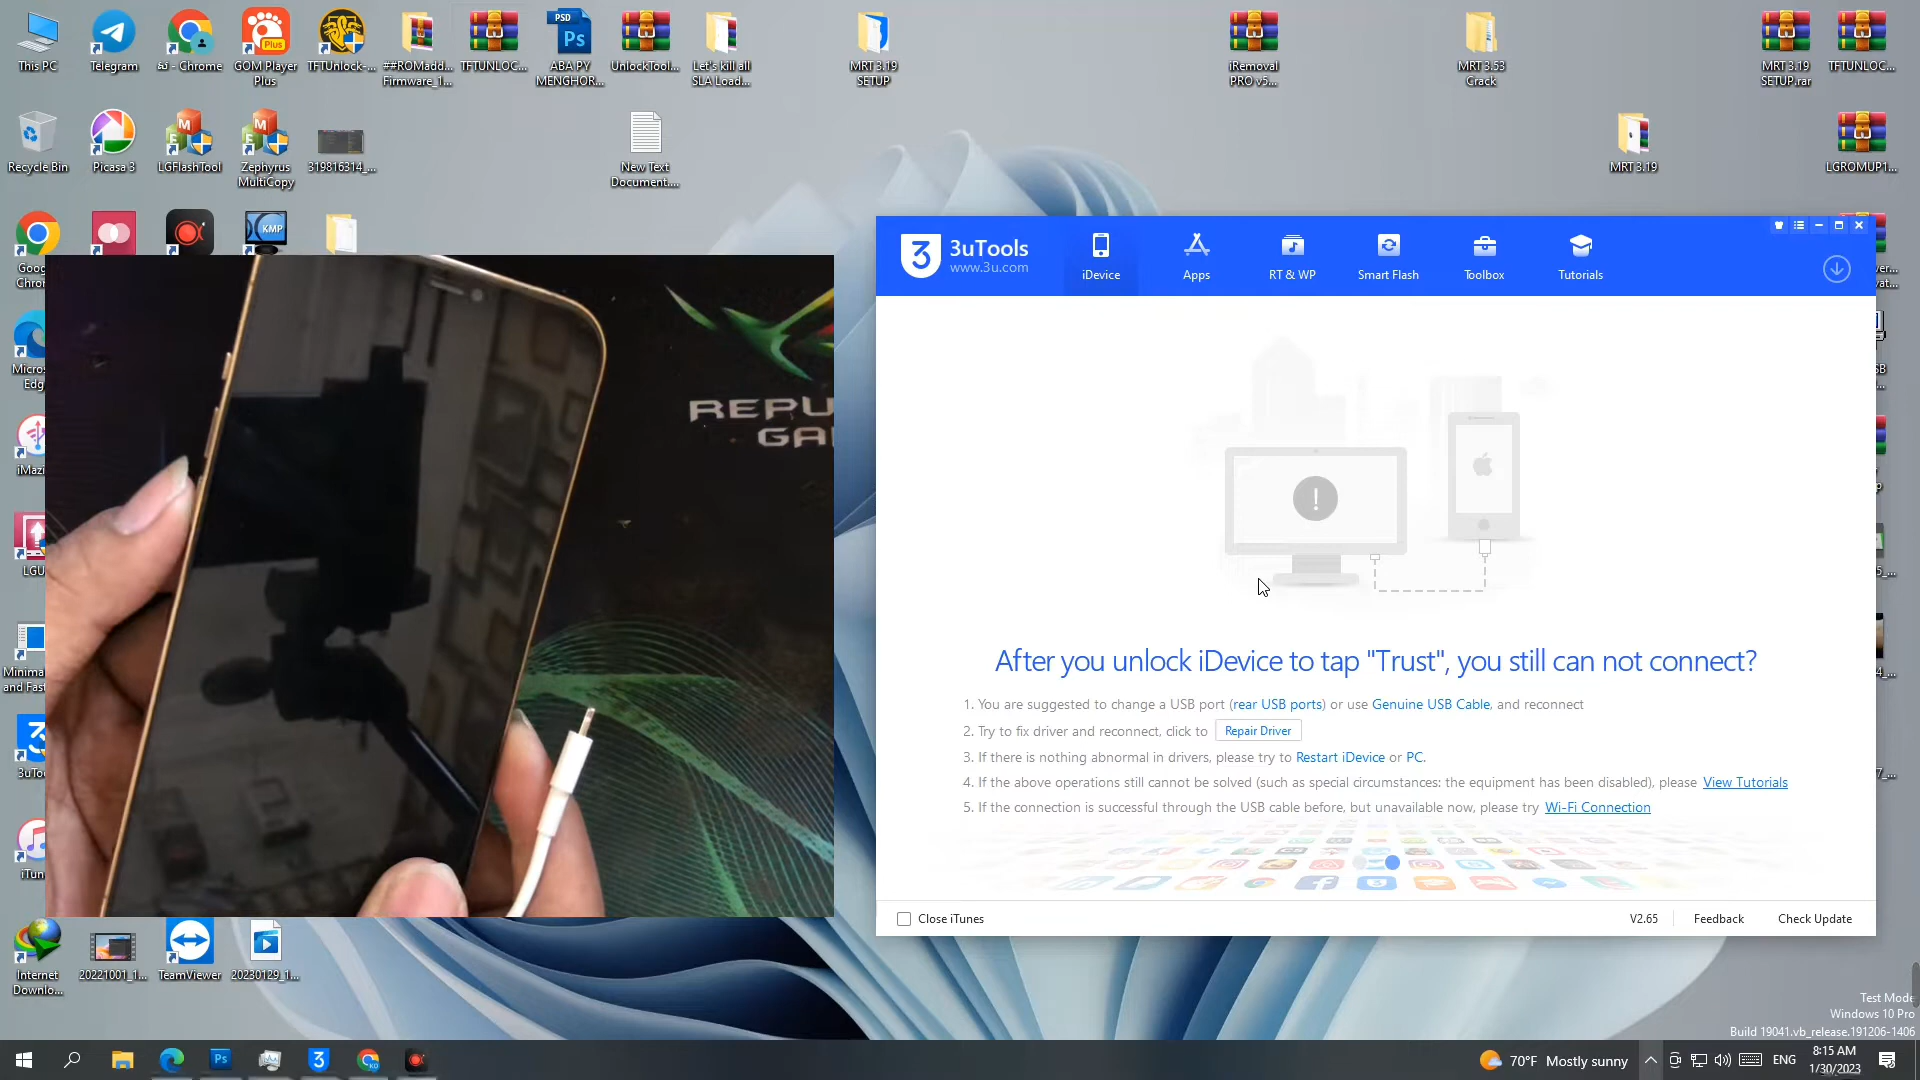 This PC
Telegram
GOM Player
Plus
TFTUnlock-...
##ROMadd...
Firmware_1...
TFTUNLOC...
PSD
Ps
ABA PY
MENGHOR...
UnlockTool...
Let's kill all
SLA Load...
MRT 3.19
SETUP
iRemoval
PRO v5...
MRT 3.53
Crack
MRT 3.19
SETUP.rar
TFTUNLOC...
Recycle Bin
Picasa 3
LGFlashTool
Zephyrus
MultiCopy
319816314_...
New Text
Document....
MRT 3.19
LGROMUP1...
KMP
REPU
GA
3
3uTools
www.3u.com
iDevice
Apps
RT & WP
Smart Flash
Toolbox
Tutorials
After you unlock iDevice to tap "Trust", you still can not connect?
1. You are suggested to change a USB port (rear USB ports) or use Genuine USB Cable, and reconnect
2. Try to fix driver and reconnect, click to Repair Driver
3. If there is nothing abnormal in drivers, please try to Restart iDevice or PC.
4. If the above operations still cannot be solved (such as special circumstances: the equipment has been disabled), please View Tutorials
5. If the connection is successful through the USB cable before, but unavailable now, please try Wi-Fi Connection
Close iTunes
V2.65
Feedback
Check Update
Internet
Downlo...
20221001_1...
TeamViewer
20230129_1...
Test Mode
Windows 10 Pro
Build 19041.vb_release.191206-1406
70°F Mostly sunny
ENG
8:15 AM
1/30/2023